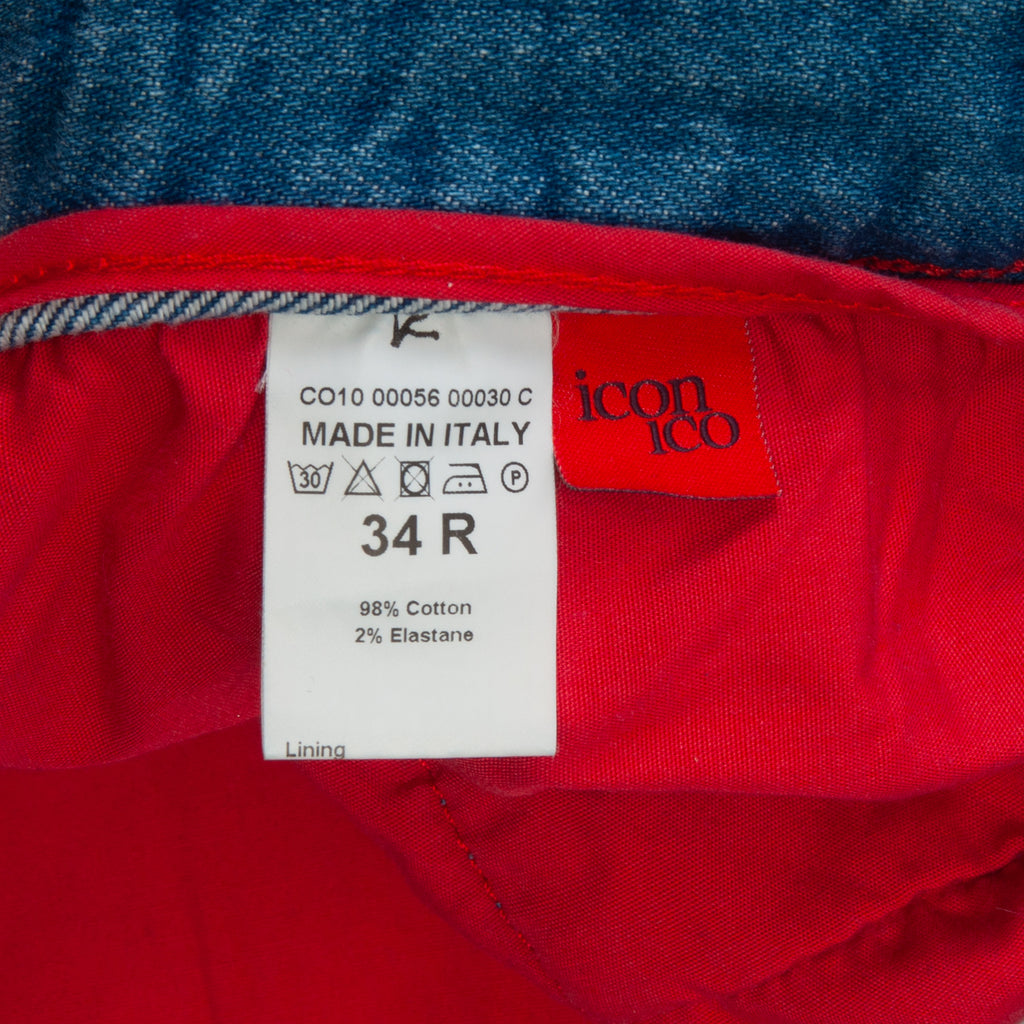 CO10 00056 00030 C
MADE IN ITALY
30 P
34 R
98% Cotton
2% Elastane
Lining
icon
ico